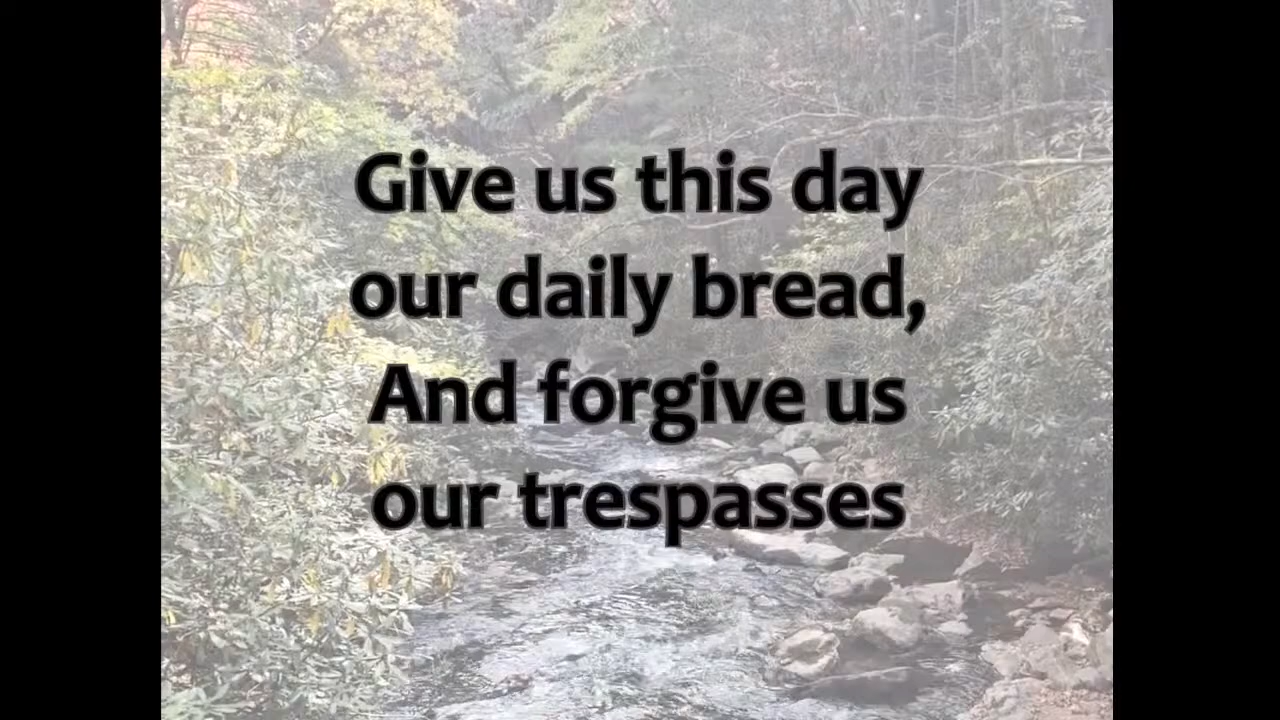 Give us this day
our daily bread,
And forgive us
our trespasses